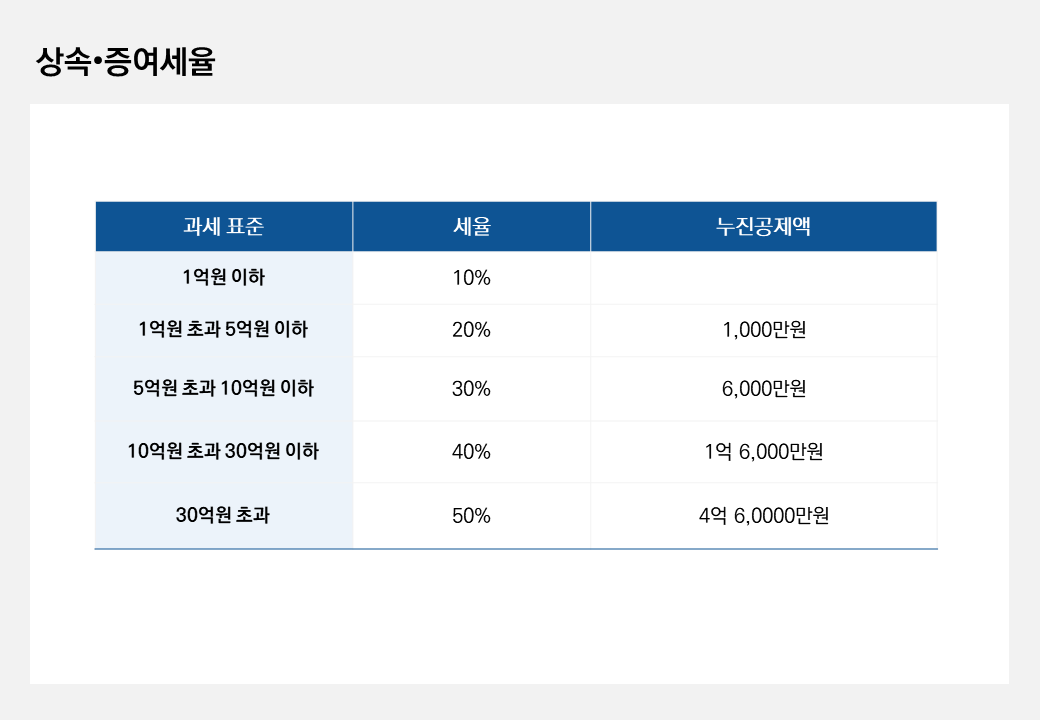 상속•증여세율
과세 표준 세율 누진공제액
1억원 이하 10%
1억원 초과 5억원 이하 20% 1,000만원
5억원 초과 10억원 이하 30% 6,000만원
10억원 초과 30억원 이하 40% 1억 6,000만원
30억원 초과 50% 4억 6,0000만원